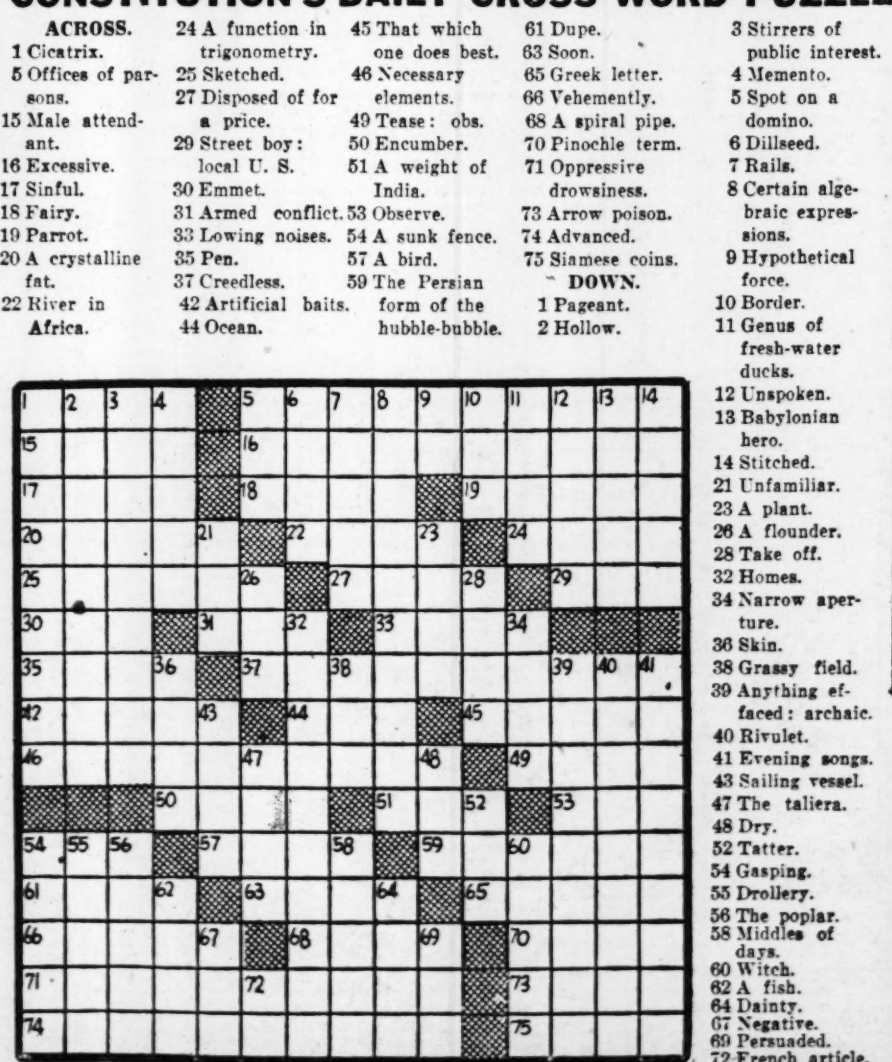 CONSTITUTION'S DAILY CROSS-WORD PUZZLE
ACROSS.
1 Cicatrix.
5 Offices of par-
sons.
15 Male attend-
ant.
16 Excessive.
17 Sinful.
18 Fairy.
19 Parrot.
20 A crystalline
fat.
22 River in
Africa.
24 A function in
trigonometry.
25 Sketched.
27 Disposed of for
a price.
29 Street boy:
local U. S.
30 Emmet.
31 Armed conflict.
33 Lowing noises.
35 Pen.
37 Creedless.
42 Artificial baits.
44 Ocean.
45 That which
one does best.
46 Necessary
elements.
49 Tease: obs.
50 Encumber.
51 A weight of
India.
53 Observe.
54 A sunk fence.
57 A bird.
59 The Persian
form of the
hubble-bubble.
61 Dupe.
63 Soon.
65 Greek letter.
66 Vehemently.
68 A spiral pipe.
70 Pinochle term.
71 Oppressive
drowsiness.
73 Arrow poison.
74 Advanced.
75 Siamese coins.
DOWN.
1 Pageant.
2 Hollow.
3 Stirrers of
public interest.
4 Memento.
5 Spot on a
domino.
6 Dillseed.
7 Rails.
8 Certain alge-
braic expres-
sions.
9 Hypothetical
force.
10 Border.
11 Genus of
fresh-water
ducks.
12 Unspoken.
13 Babylonian
hero.
14 Stitched.
21 Unfamiliar.
23 A plant.
26 A flounder.
28 Take off.
32 Homes.
34 Narrow aper-
ture.
36 Skin.
38 Grassy field.
39 Anything ef-
faced: archaic.
40 Rivulet.
41 Evening songs.
43 Sailing vessel.
47 The taliera.
48 Dry.
52 Tatter.
54 Gasping.
55 Drollery.
56 The poplar.
58 Middles of
days.
60 Witch.
62 A fish.
64 Dainty.
67 Negative.
69 Persuaded.
72 French article.
1 2 3 4 5 6 7 8 9 10 11 12 13 14
15 16
17 18 19
20 21 22 23 24
25 26 27 28 29
30 31 32 33 34
35 36 37 38 39 40 41
42 43 44 45
46 47 48 49
50 51 52 53
54 55 56 57 58 59 60
61 62 63 64 65
66 67 68 69 70
71 72 73
74 75